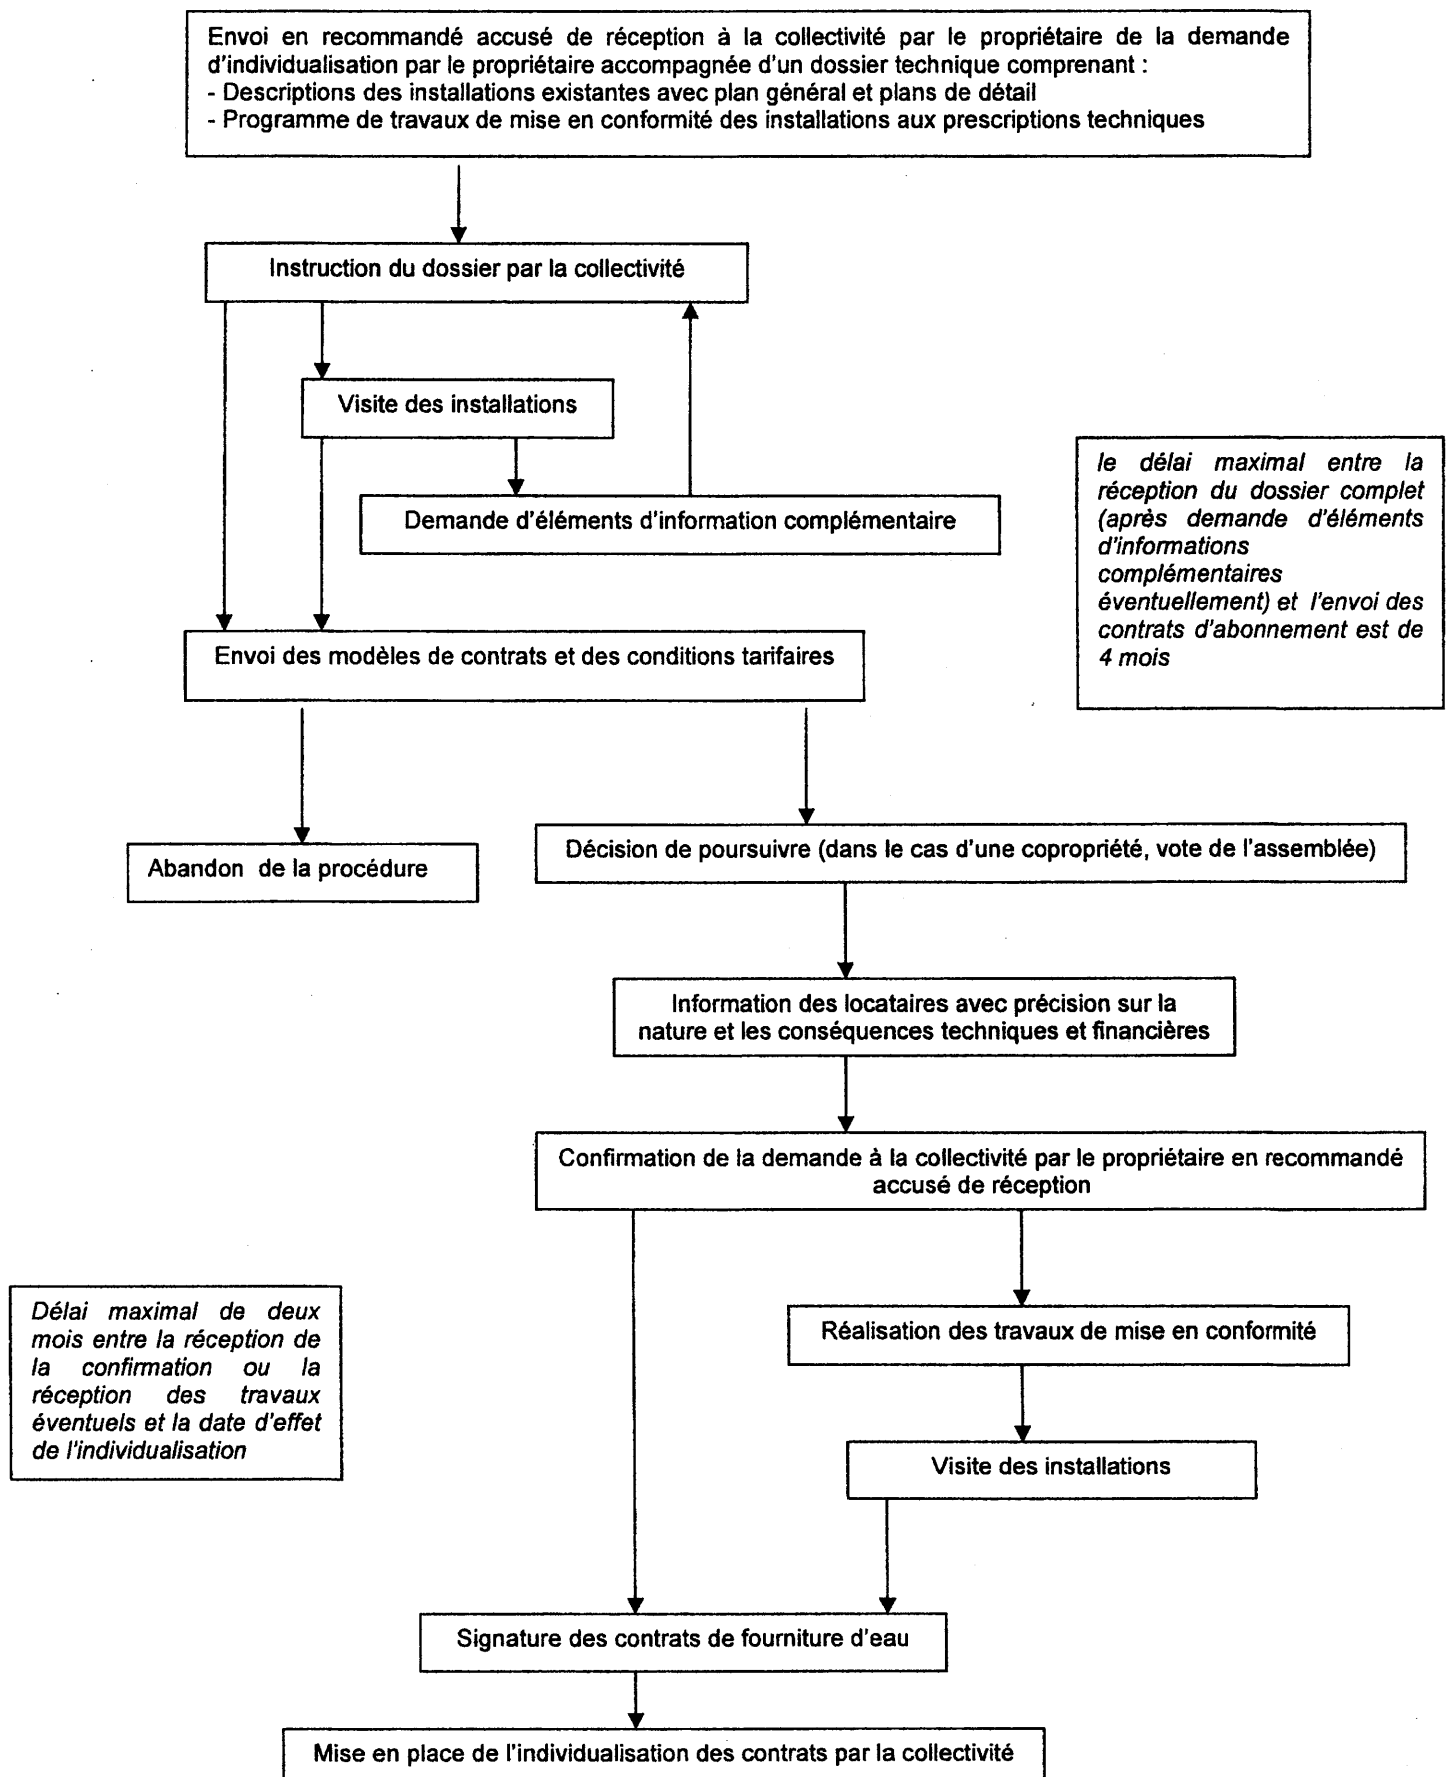 Envoi en recommandé accusé de réception à la collectivité par le propriétaire de la demande
d'individualisation par le propriétaire accompagnée d'un dossier technique comprenant :
- Descriptions des installations existantes avec plan général et plans de détail
- Programme de travaux de mise en conformité des installations aux prescriptions techniques
Instruction du dossier par la collectivité
Visite des installations
Demande d'éléments d'information complémentaire
le délai maximal entre la
réception du dossier complet
(après demande d'éléments
d'informations
complémentaires
éventuellement) et l'envoi des
contrats d'abonnement est de
4 mois
Envoi des modèles de contrats et des conditions tarifaires
Abandon de la procédure
Décision de poursuivre (dans le cas d'une copropriété, vote de l'assemblée)
Information des locataires avec précision sur la
nature et les conséquences techniques et financières
Confirmation de la demande à la collectivité par le propriétaire en recommandé
accusé de réception
Délai maximal de deux
mois entre la réception de
la confirmation ou la
réception des travaux
éventuels et la date d'effet
de l'individualisation
Réalisation des travaux de mise en conformité
Visite des installations
Signature des contrats de fourniture d'eau
Mise en place de l'individualisation des contrats par la collectivité